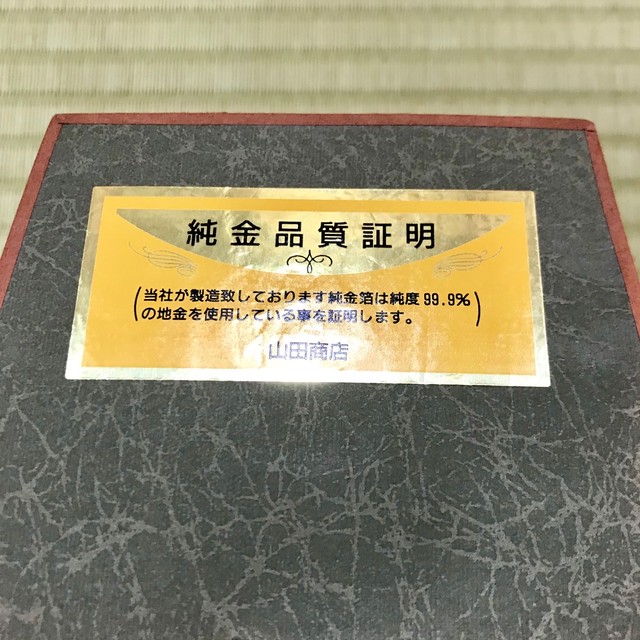 純金品質証明
(当社が製造致しております純金箔は純度99.9%
の地金を使用している事を証明します。)
山田商店